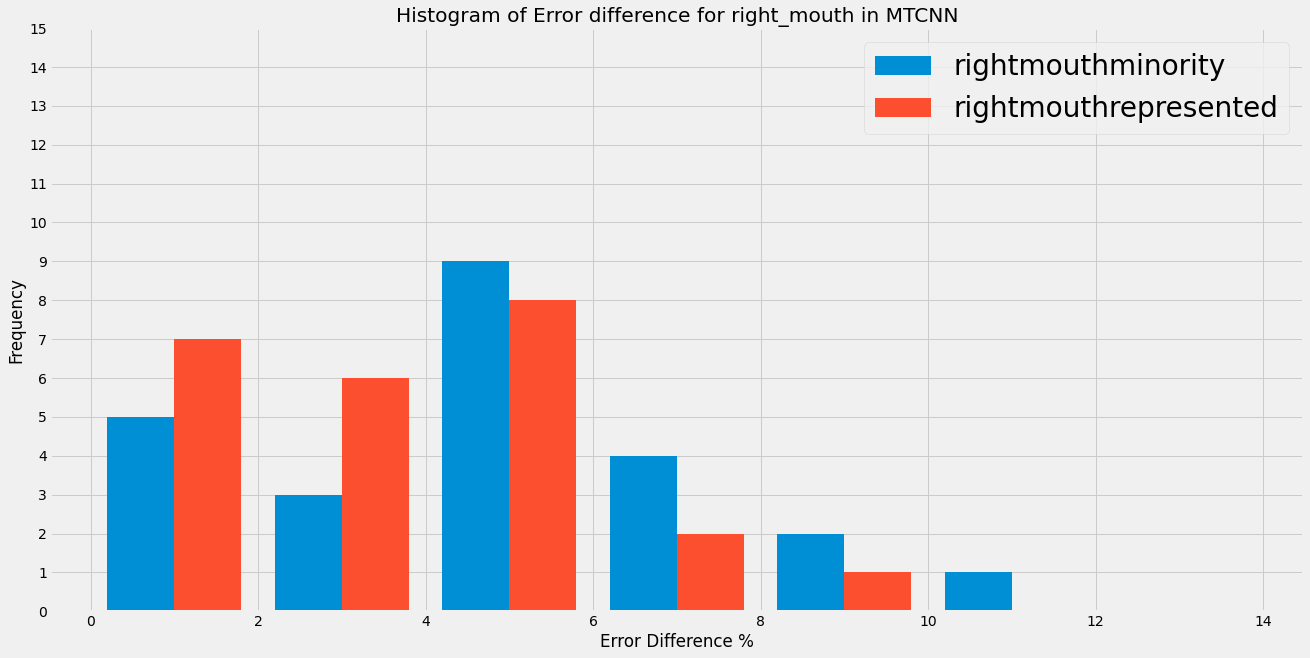 Histogram of Error difference for right_mouth in MTCNN
rightmouthminority
rightmouthrepresented
Frequency
15
14
13
12
11
10
9
8
7
6
5
4
3
2
1
0
0 2 4 6 8 10 12 14
Error Difference %